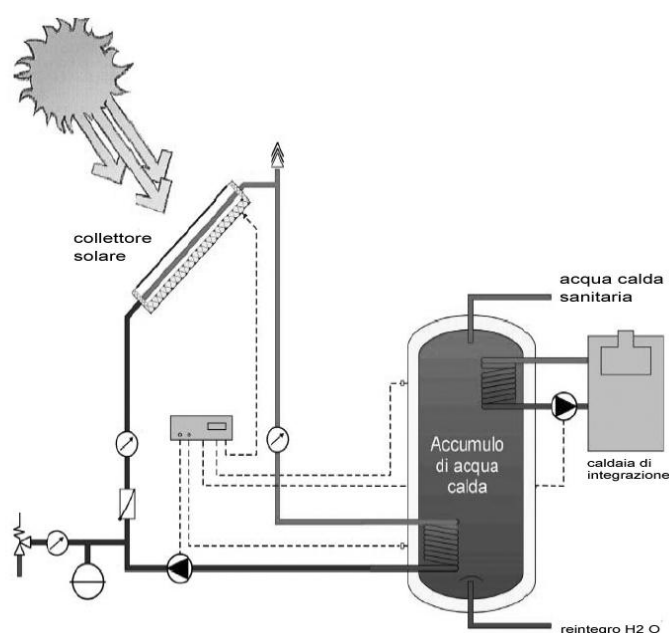 collettore
solare
acqua calda
sanitaria
Accumulo
di acqua
calda
caldaia di
integrazione
reintegro H2 O